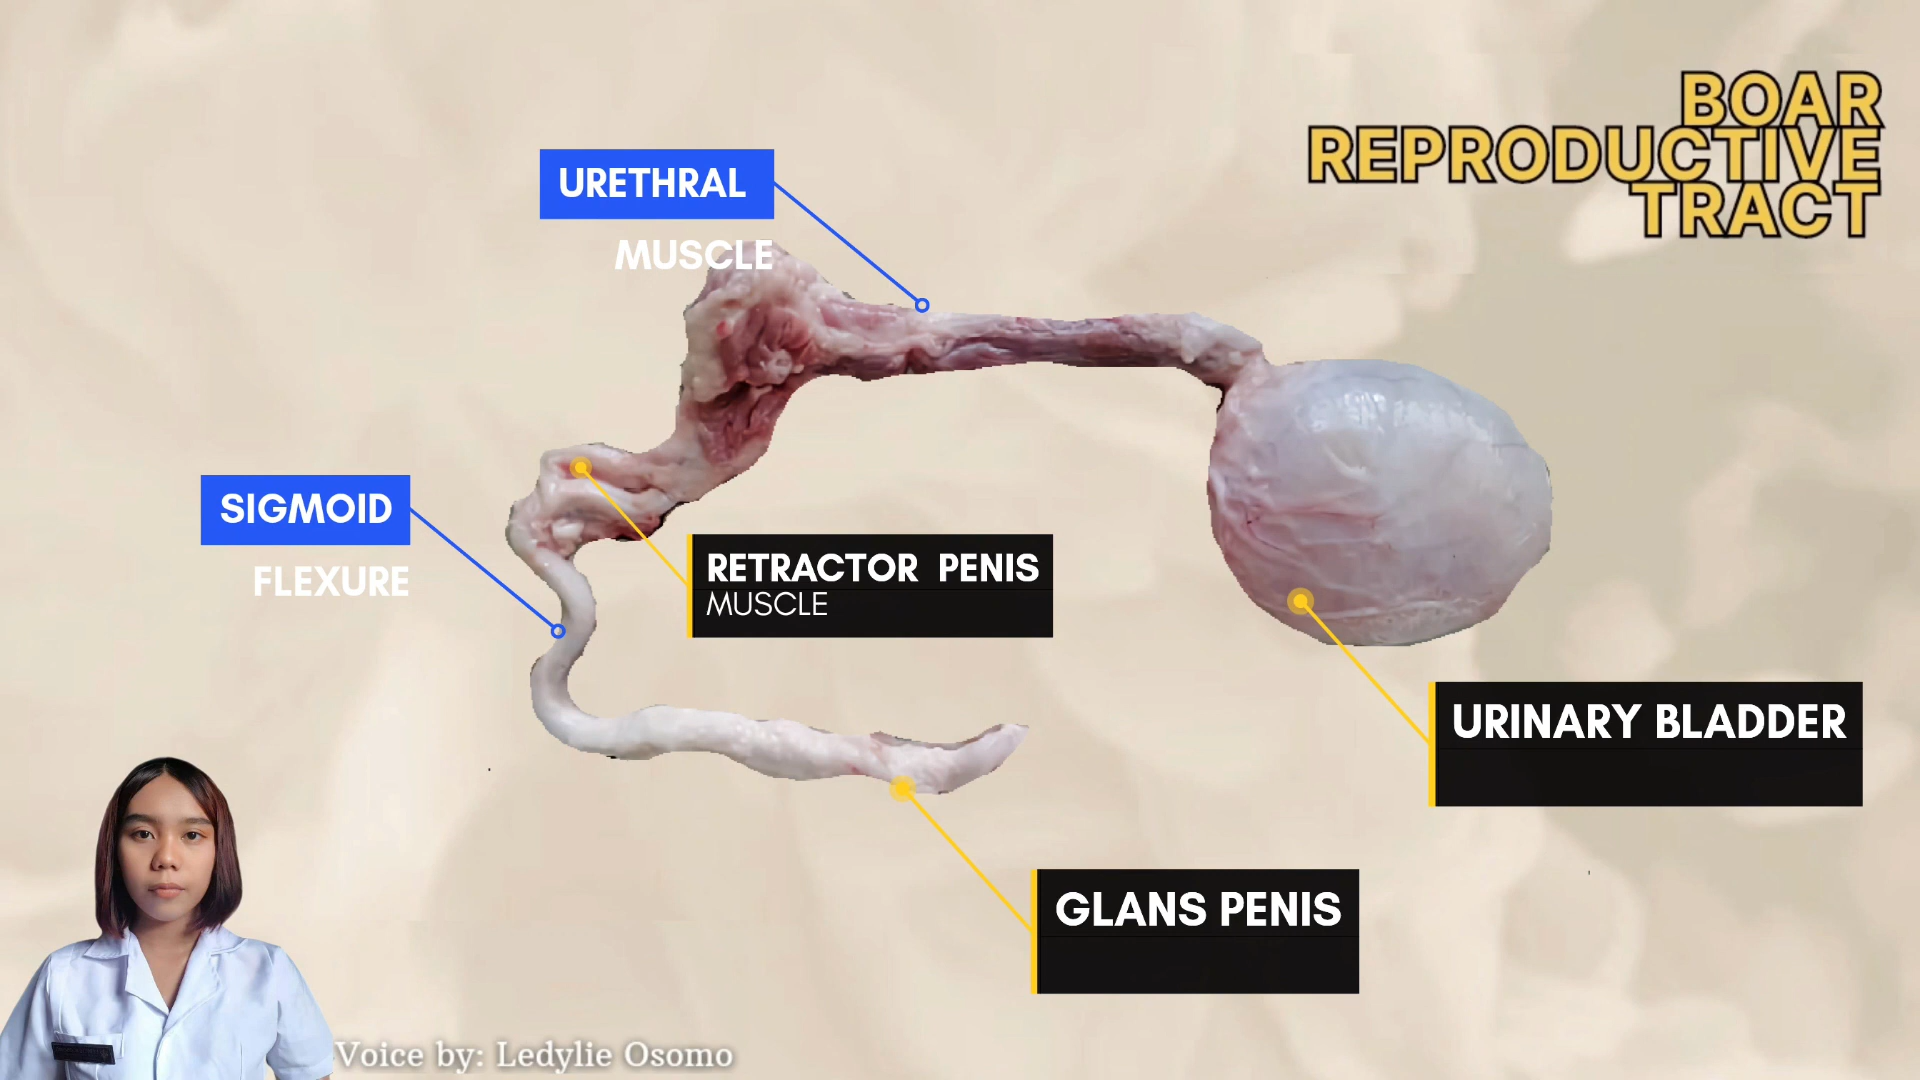 BOAR
REPRODUCTIVE
TRACT
URETHRAL
MUSCLE
SIGMOID
FLEXURE
RETRACTOR PENIS
MUSCLE
URINARY BLADDER
GLANS PENIS
Voice by: Ledylie Osomo